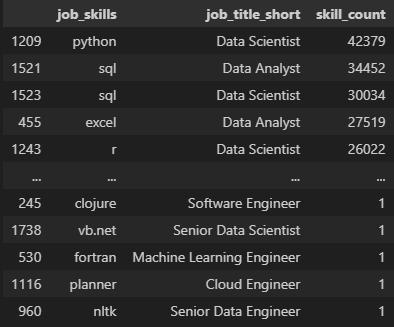 job_skills job_title_short skill_count
1209 python Data Scientist 42379
1521 sql Data Analyst 34452
1523 sql Data Scientist 30034
455 excel Data Analyst 27519
1243 r Data Scientist 26022
... ... ... ...
245 clojure Software Engineer 1
1738 vb.net Senior Data Scientist 1
530 fortran Machine Learning Engineer 1
1116 planner Cloud Engineer 1
960 nltk Senior Data Engineer 1